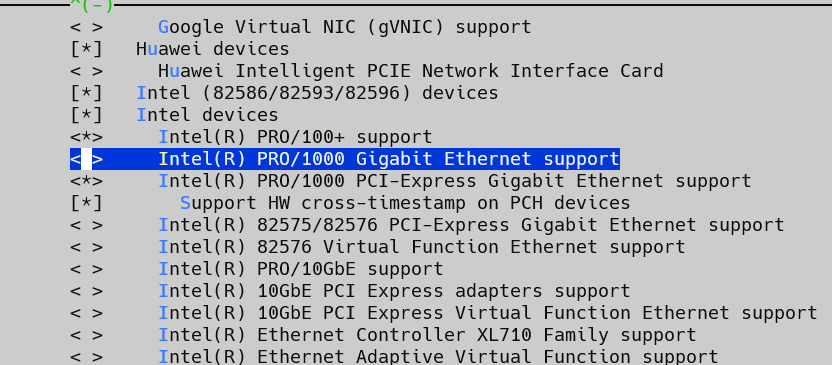 ^(-)
< > Google Virtual NIC (gVNIC) support
[*] Huawei devices
< > Huawei Intelligent PCIE Network Interface Card
[*] Intel (82586/82593/82596) devices
[*] Intel devices
<*> Intel(R) PRO/100+ support
< > Intel(R) PRO/1000 Gigabit Ethernet support
<*> Intel(R) PRO/1000 PCI-Express Gigabit Ethernet support
[*] Support HW cross-timestamp on PCH devices
< > Intel(R) 82575/82576 PCI-Express Gigabit Ethernet support
< > Intel(R) 82576 Virtual Function Ethernet support
< > Intel(R) PRO/10GbE support
< > Intel(R) 10GbE PCI Express adapters support
< > Intel(R) 10GbE PCI Express Virtual Function Ethernet support
< > Intel(R) Ethernet Controller XL710 Family support
< > Intel(R) Ethernet Adaptive Virtual Function support